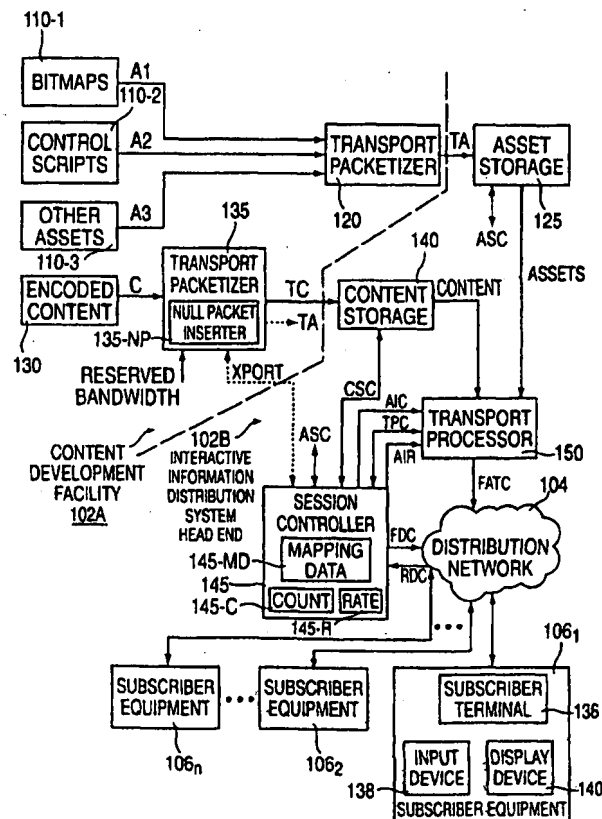 110-1
BITMAPS
A1
110-2
CONTROL
SCRIPTS
A2
OTHER
ASSETS
A3
110-3
TRANSPORT
PACKETIZER
120
TA
ASSET
STORAGE
125
ASC
ASSETS
ENCODED
CONTENT
130
C
135
TRANSPORT
PACKETIZER
NULL PACKET
INSERTER
135-NP
TC
TA
140
CONTENT
STORAGE
CONTENT
RESERVED
BANDWIDTH
XPORT
CSC
AIC
TPC
AIR
TRANSPORT
PROCESSOR
150
FATC
CONTENT
DEVELOPMENT
FACILITY
102A
102B
INTERACTIVE
INFORMATION
DISTRIBUTION
SYSTEM
HEAD END
ASC
SESSION
CONTROLLER
145-MD
MAPPING
DATA
145
145-C
COUNT
RATE
145-R
FDC
RDC
104
DISTRIBUTION
NETWORK
•••
SUBSCRIBER
EQUIPMENT
106n
•••
SUBSCRIBER
EQUIPMENT
1062
1061
SUBSCRIBER
TERMINAL
136
INPUT
DEVICE
138
DISPLAY
DEVICE
140
SUBSCRIBER EQUIPMENT